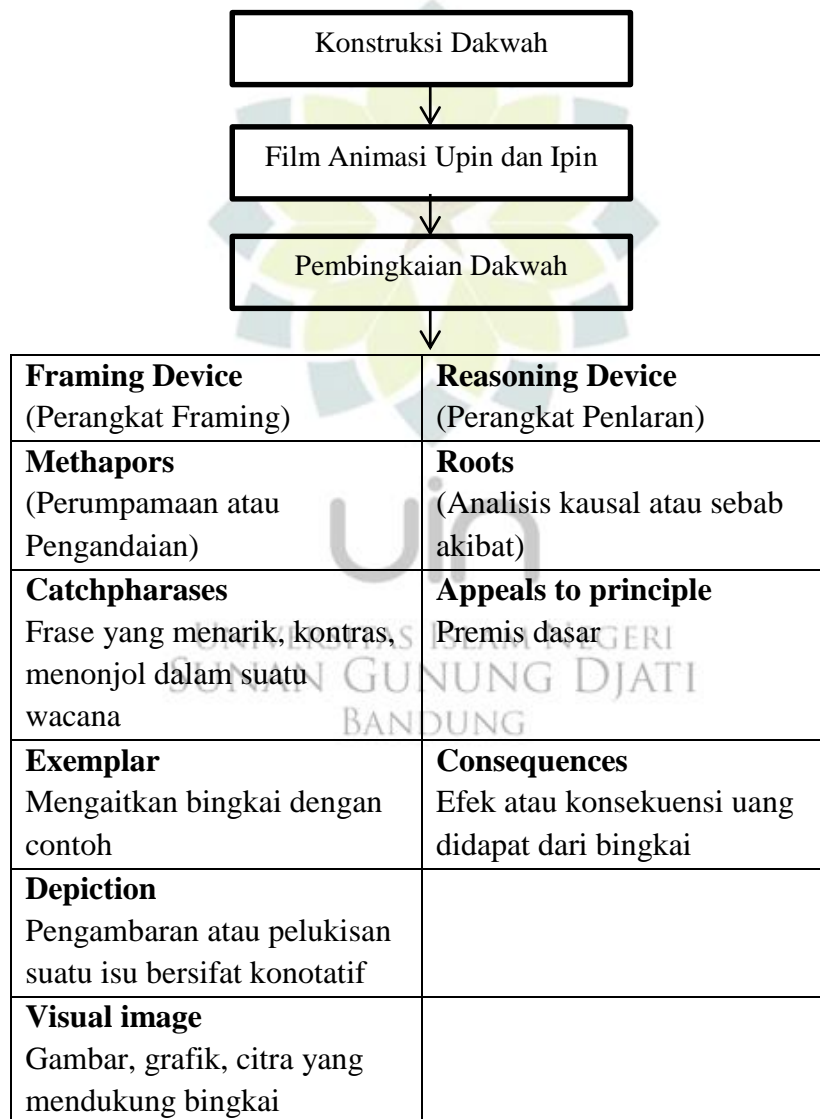 Konstruksi Dakwah
Film Animasi Upin dan Ipin
Pembingkaian Dakwah
Framing Device
(Perangkat Framing)
Reasoning Device
(Perangkat Penlaran)
Methapors
(Perumpamaan atau
Pengandaian)
Roots
(Analisis kausal atau sebab
akibat)
Catchpharases
Frase yang menarik, kontras,
menonjol dalam suatu
wacana
Appeals to principle
Premis dasar
Exemplar
Mengaitkan bingkai dengan
contoh
Consequences
Efek atau konsekuensi uang
didapat dari bingkai
Depiction
Pengambaran atau pelukisan
suatu isu bersifat konotatif
Visual image
Gambar, grafik, citra yang
mendukung bingkai
uin
UNIVERSITAS ISLAM NEGERI
SUNAN GUNUNG DJATI
BANDUNG